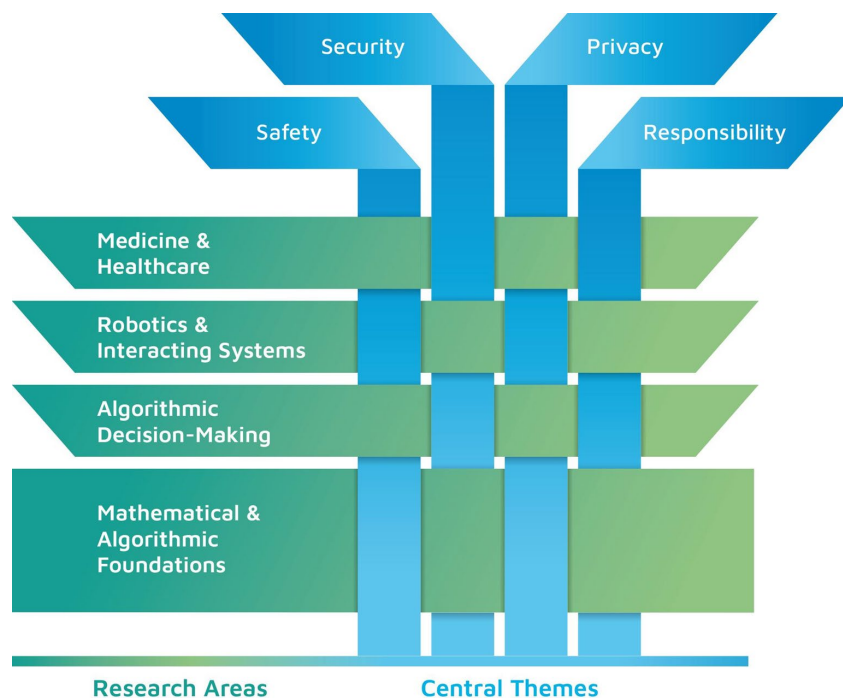 Security
Privacy
Safety
Responsibility
Medicine &
Healthcare
Robotics &
Interacting Systems
Algorithmic
Decision-Making
Mathematical &
Algorithmic
Foundations
Research Areas
Central Themes